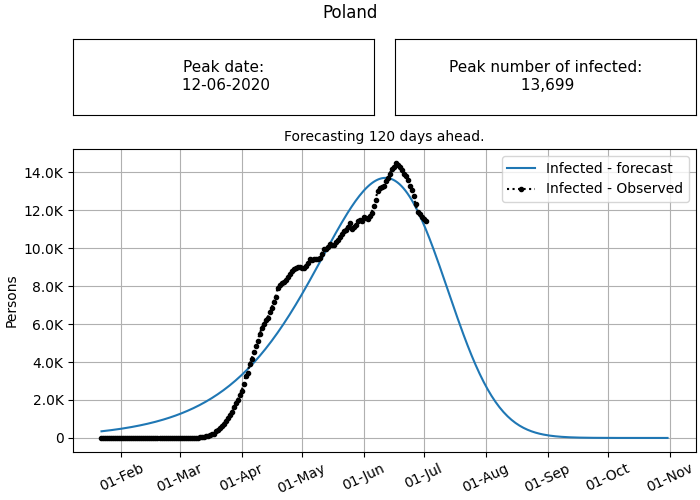 Poland
Peak date:
12-06-2020
Peak number of infected:
13,699
Forecasting 120 days ahead.
Infected - forecast
Infected - Observed
14.0K
12.0K
10.0K
8.0K
6.0K
4.0K
2.0K
0
Persons
01-Feb
01-Mar
01-Apr
01-May
01-Jun
01-Jul
01-Aug
01-Sep
01-Oct
01-Nov